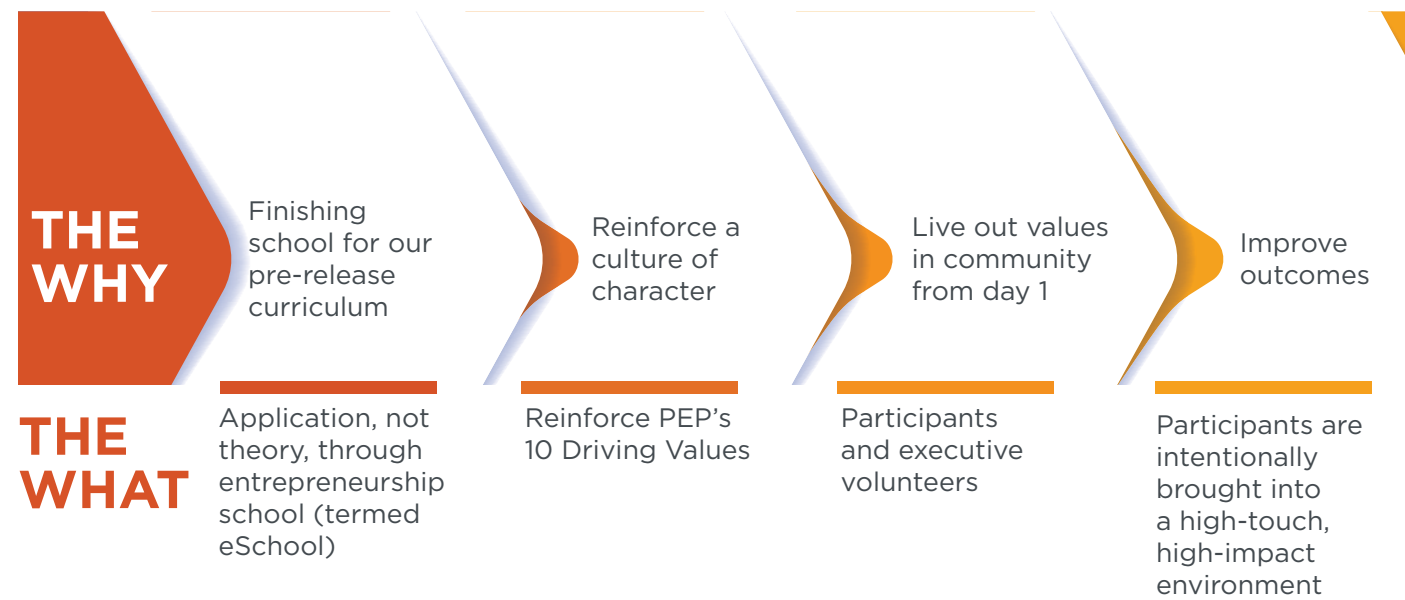 THE
WHY
Finishing
school for our
pre-release
curriculum
Reinforce a
culture of
character
Live out values
in community
from day 1
Improve
outcomes
THE
WHAT
Application, not
theory, through
entrepreneurship
school (termed
eSchool)
Reinforce PEP’s
10 Driving Values
Participants
and executive
volunteers
Participants are
intentionally
brought into
a high-touch,
high-impact
environment